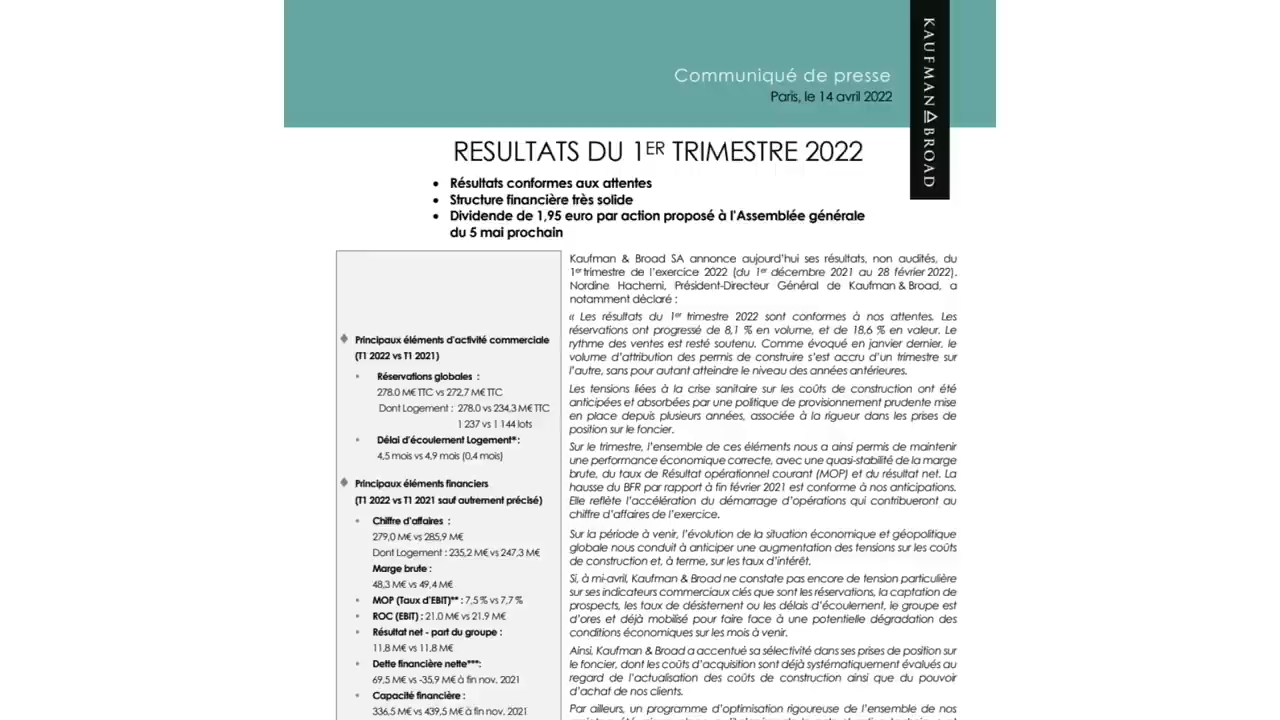 Communiqué de presse
Paris, le 14 avril 2022
KAUFMAN BROAD
RESULTATS DU 1ER TRIMESTRE 2022
• Résultats conformes aux attentes
• Structure financière très solide
• Dividende de 1,95 euro par action proposé à l'Assemblée générale
du 5 mai prochain
Principaux éléments d'activité commerciale
(T1 2022 vs T1 2021)
Réservations globales :
278.0 M€ TTC vs 272,7 M€ TTC
Dont Logement : 278.0 vs 234,3 M€ TTC
1 237 vs 1 144 lots
Délai d'écoulement Logement* :
4,5 mois vs 4,9 mois (0,4 mois)
Principaux éléments financiers
(T1 2022 vs T1 2021 sauf autrement précisé)
Chiffre d'affaires :
279,0 M€ vs 285,9 M€
Dont Logement : 235,2 M€ vs 247,3 M€
Marge brute :
48,3 M€ vs 49,4 M€
MOP (Taux d'EBIT)** : 7,5 % vs 7,7 %
ROC (EBIT) : 21.0 M€ vs 21.9 M€
Résultat net - part du groupe :
11,8 M€ vs 11,8 M€
Dette financière nette***:
69,5 M€ vs -35,9 M€ à fin nov. 2021
Capacité financière :
336,5 M€ vs 439,5 M€ à fin nov. 2021
Kaufman & Broad SA annonce aujourd'hui ses résultats, non audités, du
1er trimestre de l'exercice 2022 (du 1er décembre 2021 au 28 février 2022).
Nordine Hachemi, Président-Directeur Général de Kaufman & Broad, a
notamment déclaré :
« Les résultats du 1er trimestre 2022 sont conformes à nos attentes. Les
réservations ont progressé de 8,1 % en volume, et de 18,6 % en valeur. Le
rythme des ventes est resté soutenu. Comme évoqué en janvier dernier, le
volume d'attribution des permis de construire s'est accru d'un trimestre sur
l'autre, sans pour autant atteindre le niveau des années antérieures.
Les tensions liées à la crise sanitaire sur les coûts de construction ont été
anticipées et absorbées par une politique de provisionnement prudente mise
en place depuis plusieurs années, associée à la rigueur dans les prises de
position sur le foncier.
Sur le trimestre, l'ensemble de ces éléments nous a ainsi permis de maintenir
une performance économique correcte, avec une quasi-stabilité de la marge
brute, du taux de Résultat opérationnel courant (MOP) et du résultat net. La
hausse du BFR par rapport à fin février 2021 est conforme à nos anticipations.
Elle reflète l'accélération du démarrage d'opérations qui contribueront au
chiffre d'affaires de l'exercice.
Sur la période à venir, l'évolution de la situation économique et géopolitique
globale nous conduit à anticiper une augmentation des tensions sur les coûts
de construction et, à terme, sur les taux d'intérêt.
Si, à mi-avril, Kaufman & Broad ne constate pas encore de tension particulière
sur ses indicateurs commerciaux clés que sont les réservations, la captation de
prospects, les taux de désistement ou les délais d'écoulement, le groupe est
d'ores et déjà mobilisé pour faire face à une potentielle dégradation des
conditions économiques sur les mois à venir.
Ainsi, Kaufman & Broad a accentué sa sélectivité dans ses prises de position sur
le foncier, dont les coûts d'acquisition sont déjà systématiquement évalués au
regard de l'actualisation des coûts de construction ainsi que du pouvoir
d'achat de nos clients.
Par ailleurs, un programme d'optimisation rigoureuse de l'ensemble de nos